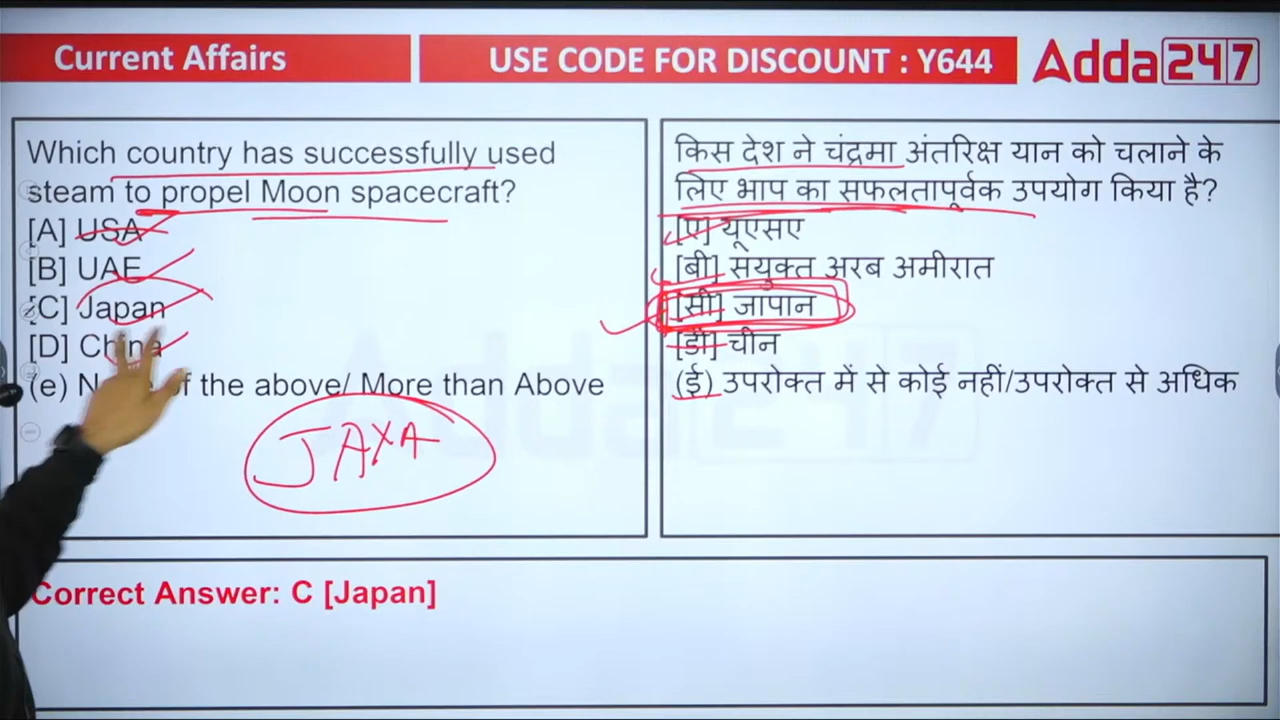 Current Affairs
USE CODE FOR DISCOUNT : Y644
Adda247
Which country has successfully used
steam to propel Moon spacecraft?
[A] USA
[B] UAE
[C] Japan
[D] China
(e) None of the above/ More than Above
JAXA
किस देश ने चंद्रमा अंतरिक्ष यान को चलाने के
लिए भाप का सफलतापूर्वक उपयोग किया है?
[ए] यूएसए
[बी] संयुक्त अरब अमीरात
[सी] जापान
[डी] चीन
(ई) उपरोक्त में से कोई नहीं/उपरोक्त से अधिक
Adda247
Correct Answer: C [Japan]